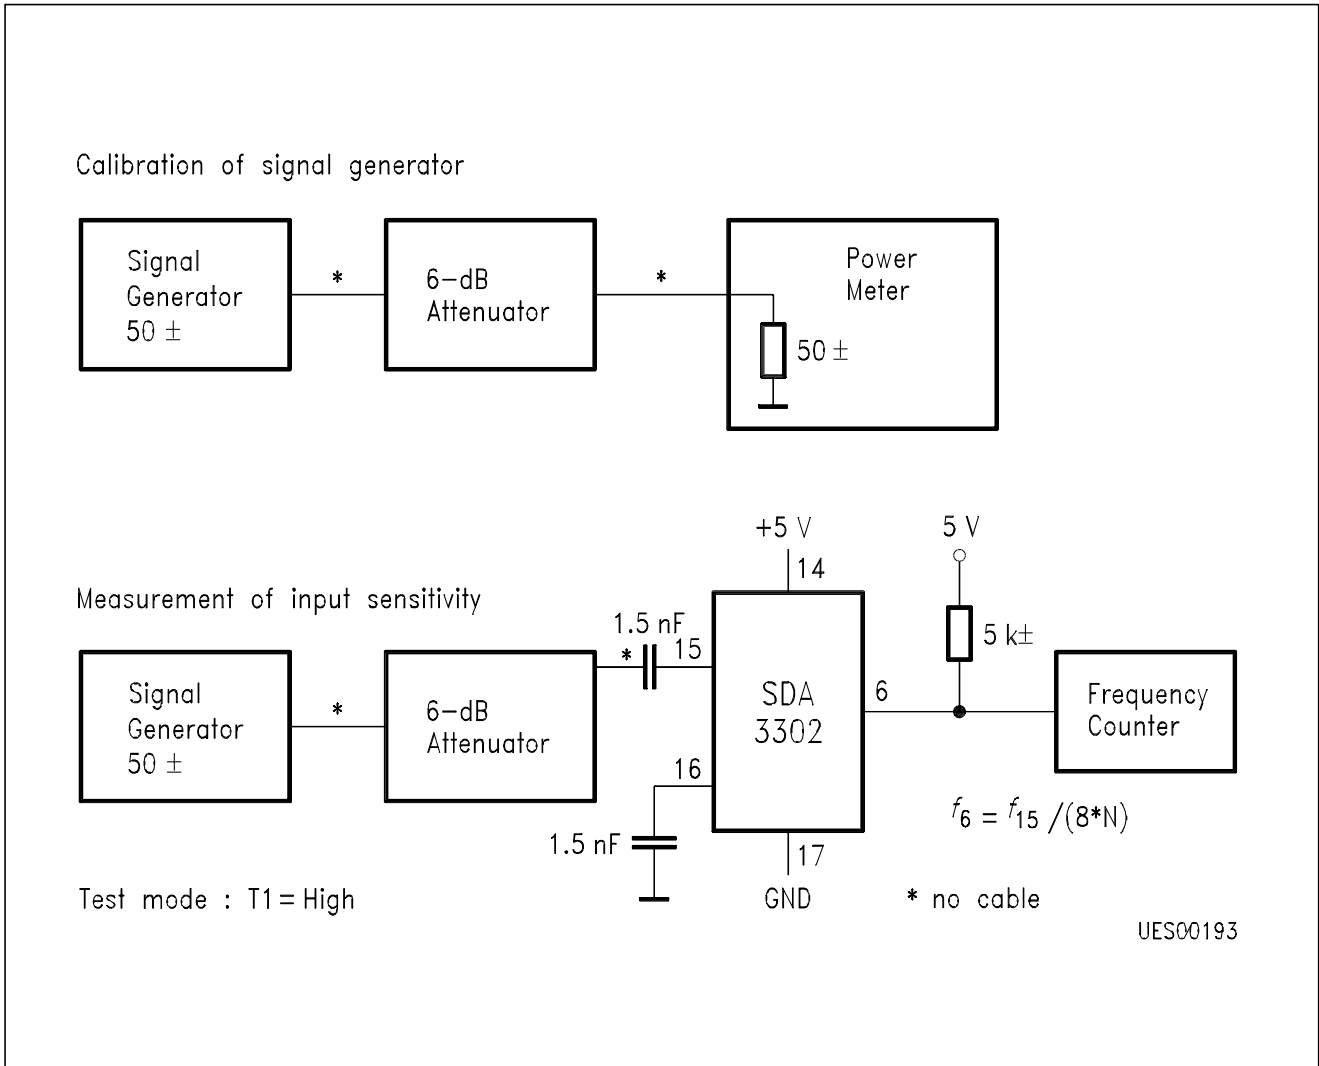 Calibration of signal generator
Signal
Generator
50 ±
*
6-dB
Attenuator
*
Power
Meter
50 ±
Measurement of input sensitivity
Signal
Generator
50 ±
*
6-dB
Attenuator
1.5 nF
*
15
16
1.5 nF
+5 V
14
SDA
3302
17
GND
6
5 V
5 k±
Frequency
Counter
f6 = f15 /(8*N)
Test mode : T1 = High
* no cable
UES00193